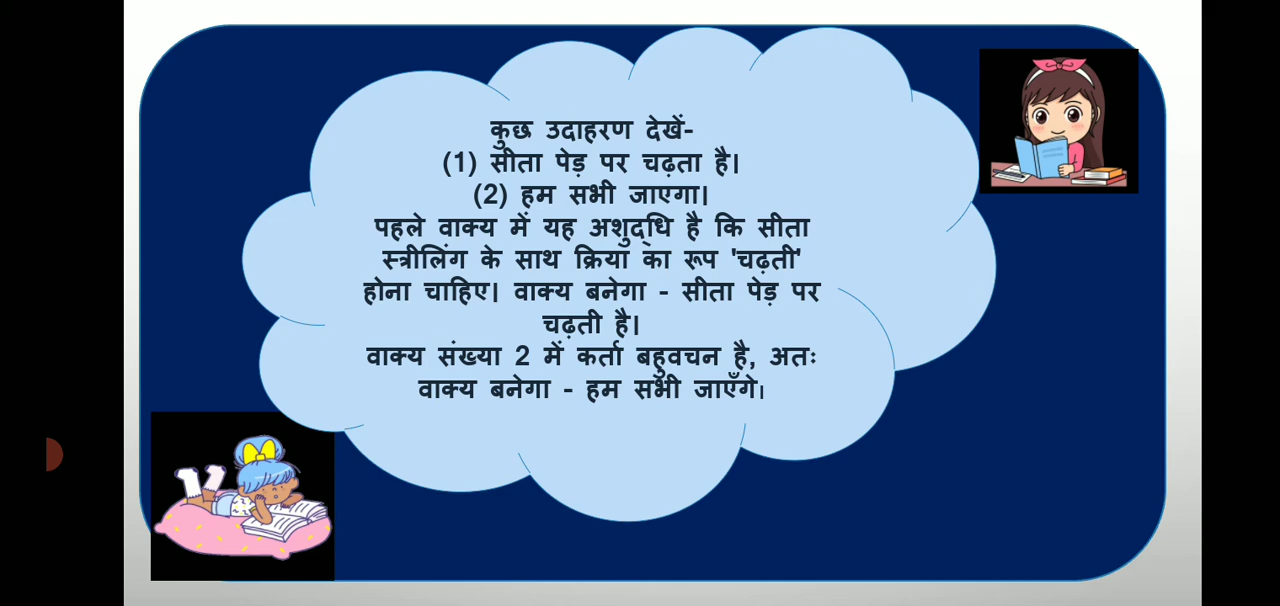 कुछ उदाहरण देखें-
(1) सीता पेड़ पर चढ़ता है।
(2) हम सभी जाएगा।
पहले वाक्य में यह अशुद्धि है कि सीता
स्त्रीलिंग के साथ क्रिया का रूप 'चढ़ती'
होना चाहिए। वाक्य बनेगा - सीता पेड़ पर
चढ़ती है।
वाक्य संख्या 2 में कर्ता बहुवचन है, अतः
वाक्य बनेगा - हम सभी जाएँगे।